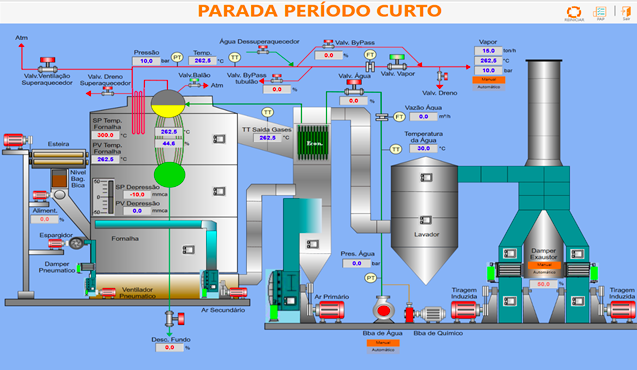 PARADA PERÍODO CURTO
REINICIAR
Sair
Atm
Valv.Ventilação
Superaquecedor
Pressão
10,0 bar
PT
Temp.
262.5 °C
TT
Água Dessuperaquecedor
Valv. ByPass
0.0 %
FT
Valv. Vapor
Vapor
15.0 ton/h
262.5 °C
10,0 bar
Manual
Automático
Valv. Dreno
Superaquecedor
Valv.Balão
Atm
TT
Valv. ByPass
tubulão
0.0 %
Valv. Água
0.0 %
Valv. Dreno
FT
Vazão Água
0,0 m³/h
SP Temp.
Fornalha
300.0 °C
PV Temp.
Fornalha
262.5 °C
262.5 °C
44.6 %
TT Saida Gases
262.5 °C
Econ.
TT
Temperatura
da Água
30,0 °C
Esteira
Nível
Bag.
Bica
50
0
50
SP Depressão
-10,0 mmca
PV Depressão
0,0 mmca
Aliment.
0,0 %
Espargidor
Fornalha
Damper
Pneumatico
Ventilador
Pneumatico
Ar Secundário
Ar Primário
Pres. Água
0,0 bar
PT
Lavador
Damper
Exaustor
Manual
Automático
50,0 %
Tiragem
Induzida
Tiragem
Induzida
Bba de Água
Manual
Automático
Bba de Químico
Desc. Fundo
0.0 %